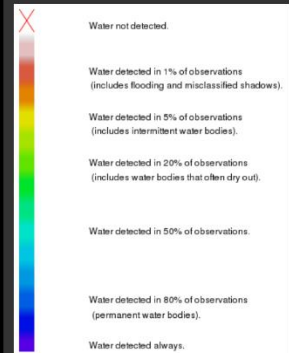 Water not detected.
Water detected in 1% of observations
(includes flooding and misclassified shadows).
Water detected in 5% of observations
(includes intermittent water bodies).
Water detected in 20% of observations
(includes water bodies that often dry out).
Water detected in 50% of observations.
Water detected in 80% of observations
(permanent water bodies).
Water detected always.